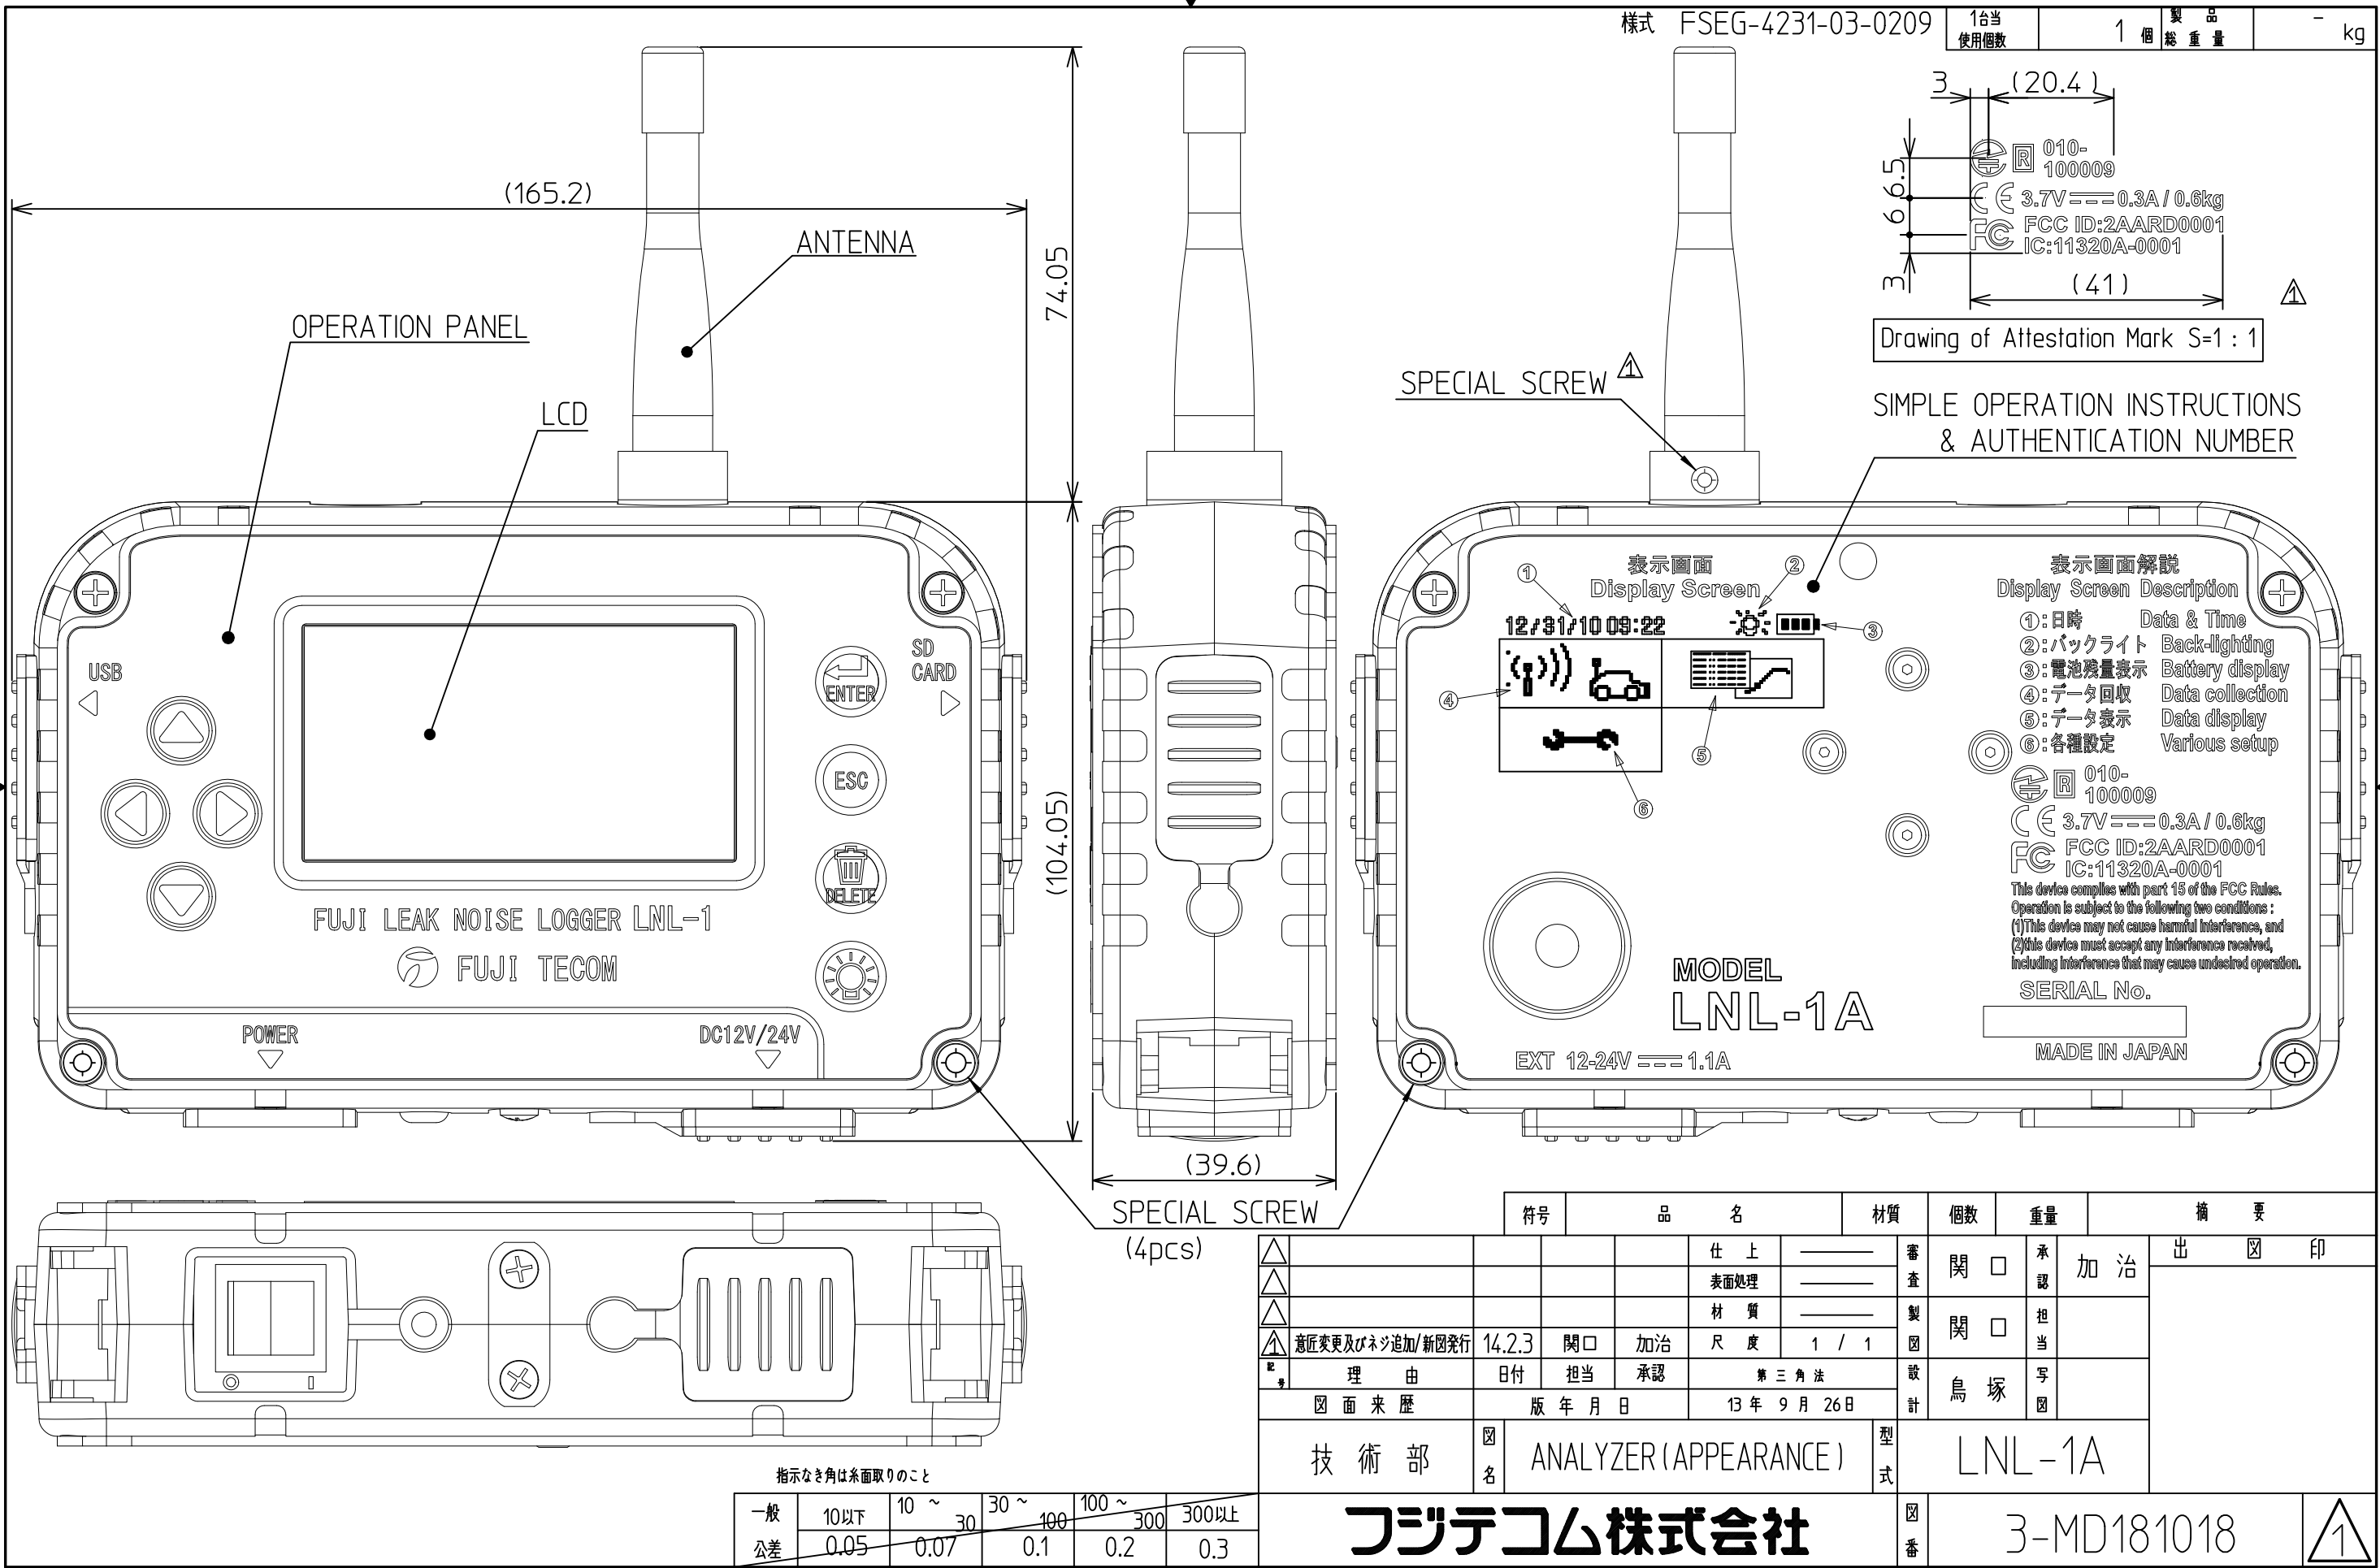 様式 FSEG-4231-03-0209
1台当
使用個数
1 個
製品
総重量
- kg
3 (20.4)
6.5
6
3
R 010-
100009
CE 3.7V 0.3A / 0.6kg
FC FCC ID:2AARD0001
IC:11320A-0001
(41)
1
Drawing of Attestation Mark S=1 : 1
(165.2)
ANTENNA
74.05
OPERATION PANEL
LCD
SPECIAL SCREW 1
SIMPLE OPERATION INSTRUCTIONS
& AUTHENTICATION NUMBER
USB
SD
CARD
ENTER
ESC
DELETE
FUJI LEAK NOISE LOGGER LNL-1
FUJI TECOM
POWER
DC12V/24V
(104.05)
(39.6)
SPECIAL SCREW
(4pcs)
表示画面
Display Screen
① ② ③ ④ ⑤ ⑥
12/31/10 09:22
表示画面解説
Display Screen Description
①:日時 Data & Time
②:バックライト Back-lighting
③:電池残量表示 Battery display
④:データ回収 Data collection
⑤:データ表示 Data display
⑥:各種設定 Various setup
R 010-
100009
CE 3.7V 0.3A / 0.6kg
FC FCC ID:2AARD0001
IC:11320A-0001
This device complies with part 15 of the FCC Rules.
Operation is subject to the following two conditions :
(1)This device may not cause harmful interference, and
(2)this device must accept any interference received,
including interference that may cause undesired operation.
MODEL
LNL-1A
SERIAL No.
MADE IN JAPAN
EXT 12-24V 1.1A
符号 品名 材質 個数 重量 摘要
仕上
表面処理
材質
1 意匠変更及びネジ追加/新図発行 14.2.3 関口 加治 尺度 1 / 1
記号 理由 日付 担当 承認 第三角法
図面来歴 版年月日 13年 9月 26日
審査 関口 承認 加治 出図印
製図 関口 担当
設計 鳥塚 写図
技術部 図名 ANALYZER(APPEARANCE) 型式 LNL-1A
フジテコム株式会社 図番 3-MD181018 1
指示なき角は糸面取りのこと
一般 10以下 10~30 30~100 100~300 300以上
公差 0.05 0.07 0.1 0.2 0.3